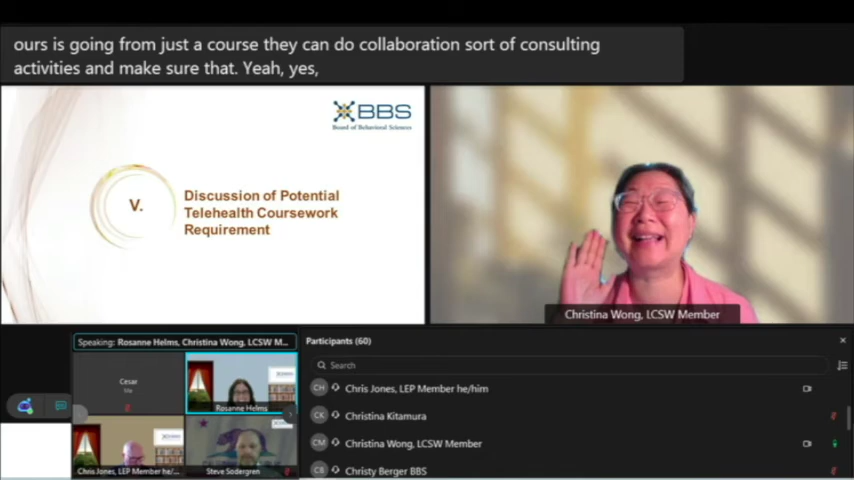 ours is going from just a course they can do collaboration sort of consulting
activities and make sure that. Yeah, yes,
BBS
Board of Behavioral Sciences
V.
Discussion of Potential
Telehealth Coursework
Requirement
Christina Wong, LCSW Member
Speaking: Rosanne Helms, Christina Wong, LCSW M...
Cesar
Rosanne Helms
Chris Jones, LEP Member he/...
Steve Sodergren
Participants (60)
Search
CH Chris Jones, LEP Member he/him
CK Christina Kitamura
CM Christina Wong, LCSW Member
CB Christy Berger BBS